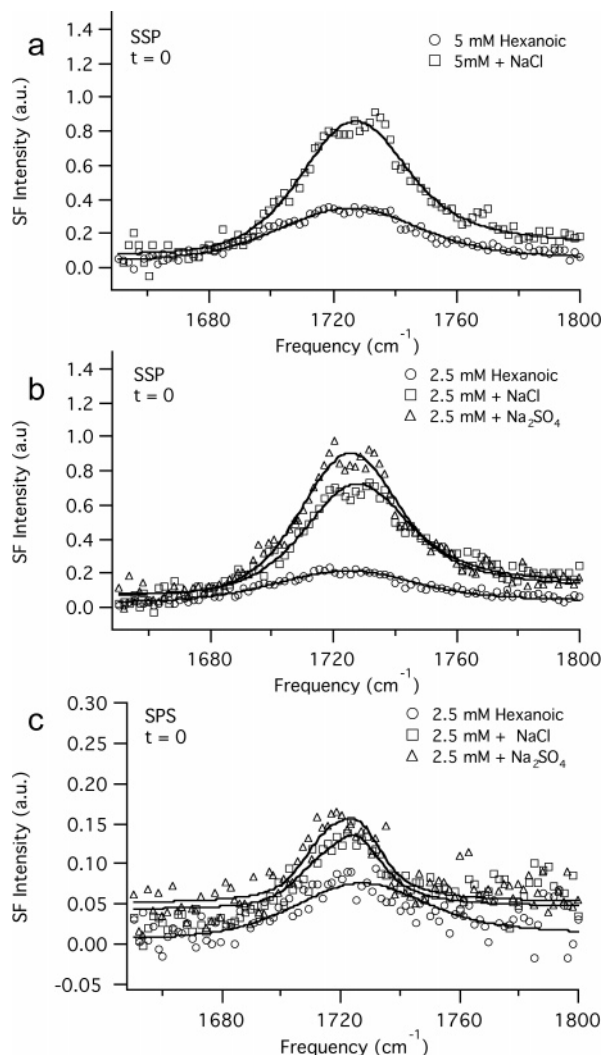 a
SSP
t = 0
○ 5 mM Hexanoic
□ 5mM + NaCl
SF Intensity (a.u.)
1.4
1.2
1.0
0.8
0.6
0.4
0.2
0.0
1680 1720 1760 1800
Frequency (cm⁻¹)
b
SSP
t = 0
○ 2.5 mM Hexanoic
□ 2.5 mM + NaCl
△ 2.5 mM + Na₂SO₄
SF Intensity (a.u)
1.4
1.2
1.0
0.8
0.6
0.4
0.2
0.0
1680 1720 1760 1800
Frequency (cm⁻¹)
c
SPS
t = 0
○ 2.5 mM Hexanoic
□ 2.5 mM + NaCl
△ 2.5 mM + Na₂SO₄
SF Intensity (a.u.)
0.30
0.25
0.20
0.15
0.10
0.05
0.00
-0.05
1680 1720 1760 1800
Frequency (cm⁻¹)